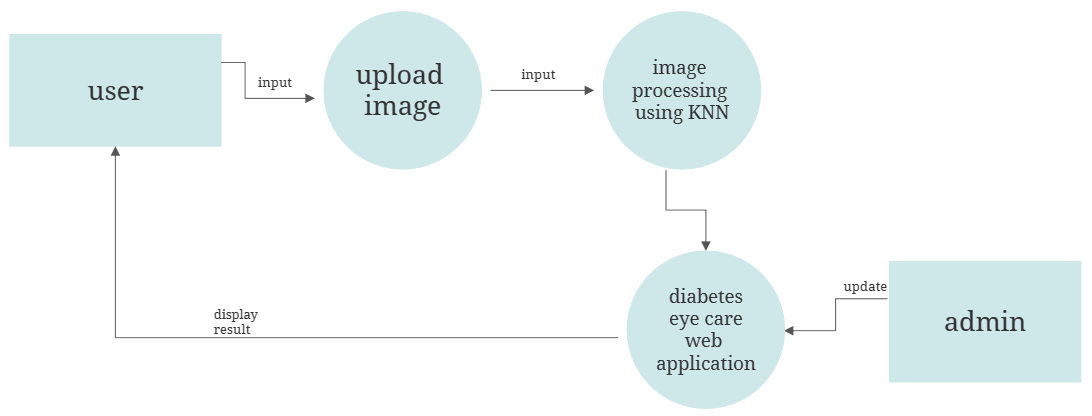 user
input
upload
image
input
image
processing
using KNN
diabetes
eye care
web
application
update
admin
display
result